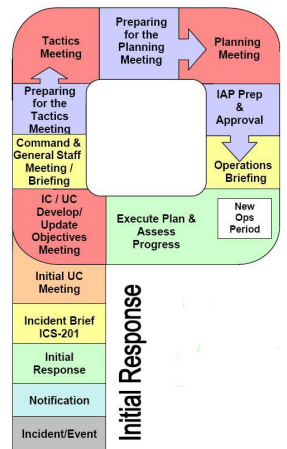 Tactics
Meeting
Preparing
for the
Planning
Meeting
Planning
Meeting
Preparing
for the
Tactics
Meeting
IAP Prep
&
Approval
Command &
General Staff
Meeting /
Briefing
Operations
Briefing
IC / UC
Develop/
Update
Objectives
Meeting
Execute Plan &
Assess
Progress
New
Ops
Period
Initial UC
Meeting
Incident Brief
ICS-201
Initial
Response
Notification
Incident/Event
Initial Response